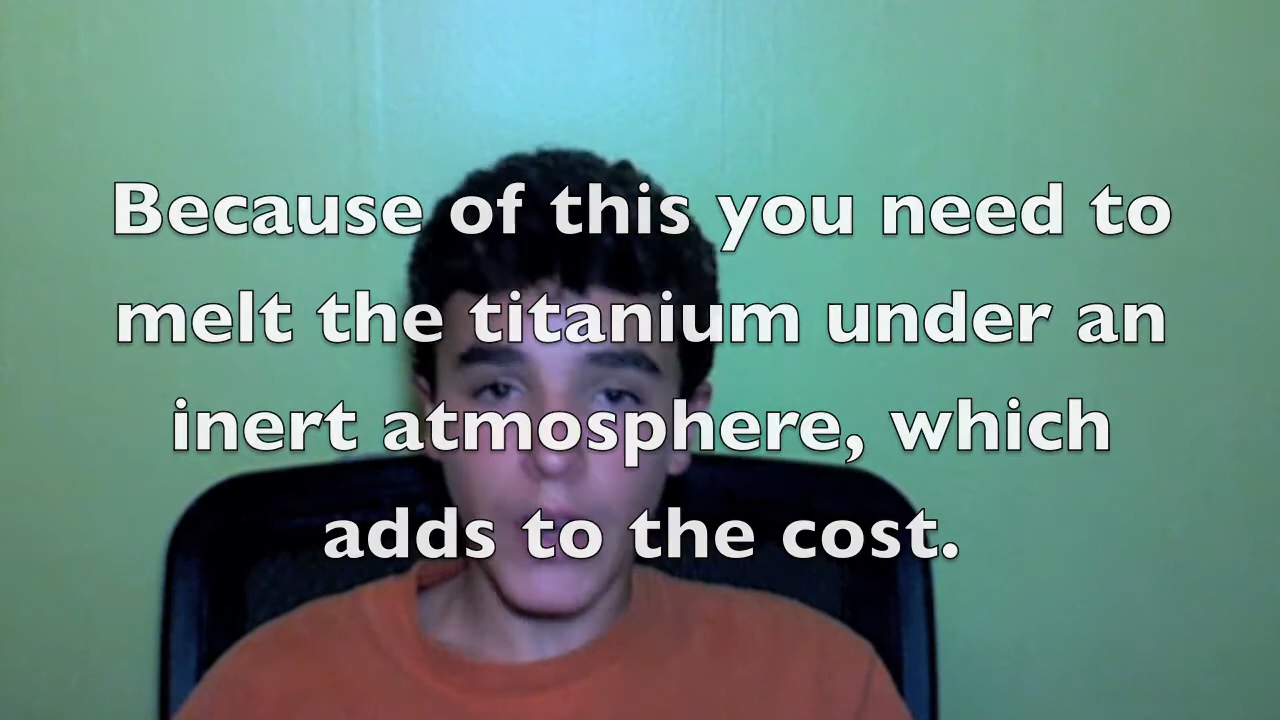 Because of this you need to
melt the titanium under an
inert atmosphere, which
adds to the cost.